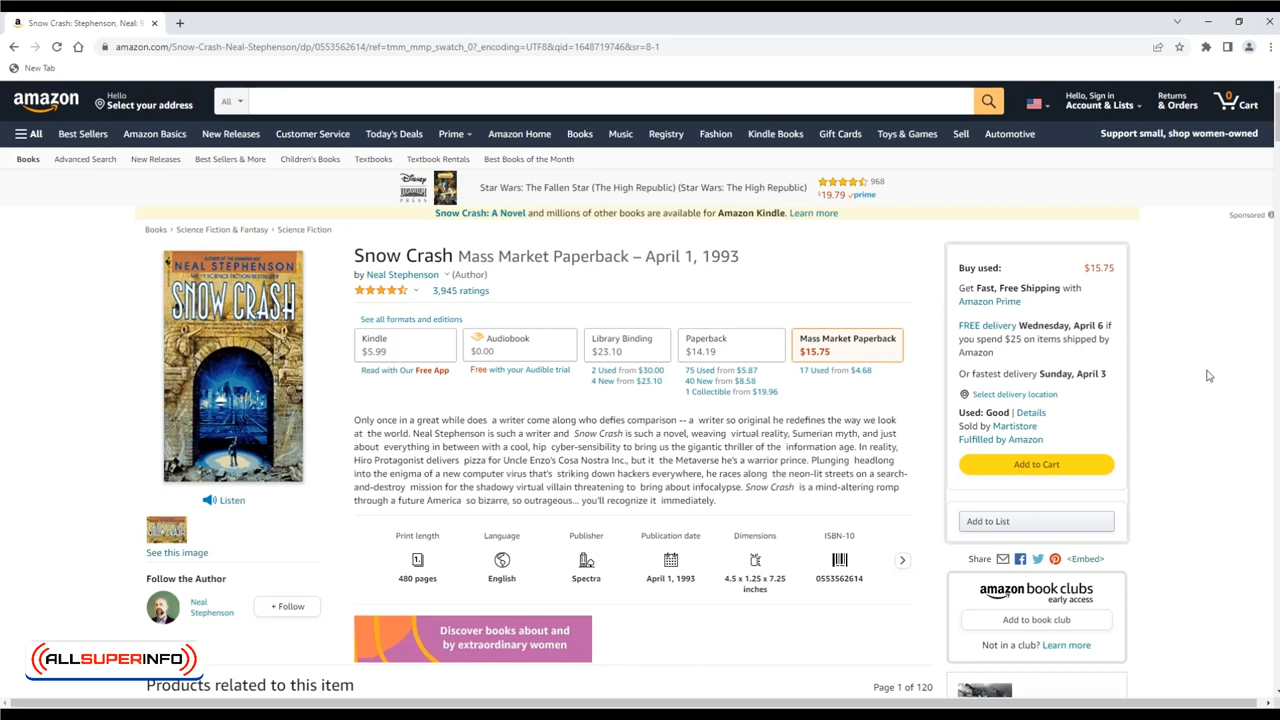 Snow Crash: Stephenson, Neal: 9
amazon.com/Snow-Crash-Neal-Stephenson/dp/0553562614/ref=tmm_mmp_swatch_0?_encoding=UTF8&qid=1648719746&sr=8-1
New Tab
amazon
Hello
Select your address
All
Hello, Sign in
Account & Lists
Returns
& Orders
0
Cart
All
Best Sellers
Amazon Basics
New Releases
Customer Service
Today's Deals
Prime
Amazon Home
Books
Music
Registry
Fashion
Kindle Books
Gift Cards
Toys & Games
Sell
Automotive
Support small, shop women-owned
Books
Advanced Search
New Releases
Best Sellers & More
Children's Books
Textbooks
Textbook Rentals
Best Books of the Month
Disney
PRESS
Star Wars: The Fallen Star (The High Republic) (Star Wars: The High Republic)
968
$19.79 prime
Snow Crash: A Novel and millions of other books are available for Amazon Kindle. Learn more
Sponsored
Books › Science Fiction & Fantasy › Science Fiction
NEAL STEPHENSON
SNOW CRASH
Listen
See this image
Follow the Author
Neal
Stephenson
+ Follow
Snow Crash Mass Market Paperback – April 1, 1993
by Neal Stephenson (Author)
3,945 ratings
See all formats and editions
Kindle
$5.99
Read with Our Free App
Audiobook
$0.00
Free with your Audible trial
Library Binding
$23.10
2 Used from $30.00
4 New from $23.10
Paperback
$14.19
75 Used from $5.87
40 New from $8.58
1 Collectible from $19.96
Mass Market Paperback
$15.75
17 Used from $4.68
Only once in a great while does a writer come along who defies comparison -- a writer so original he redefines the way we look
at the world. Neal Stephenson is such a writer and Snow Crash is such a novel, weaving virtual reality, Sumerian myth, and just
about everything in between with a cool, hip cyber-sensibility to bring us the gigantic thriller of the information age. In reality,
Hiro Protagonist delivers pizza for Uncle Enzo's Cosa Nostra Inc., but it the Metaverse he's a warrior prince. Plunging headlong
into the enigma of a new computer virus that's striking down hackers everywhere, he races along the neon-lit streets on a search-
and-destroy mission for the shadowy virtual villain threatening to bring about infocalypse. Snow Crash is a mind-altering romp
through a future America so bizarre, so outrageous... you'll recognize it immediately.
Print length
480 pages
Language
English
Publisher
Spectra
Publication date
April 1, 1993
Dimensions
4.5 x 1.25 x 7.25
inches
ISBN-10
0553562614
Discover books about and
by extraordinary women
Buy used:
$15.75
Get Fast, Free Shipping with
Amazon Prime
FREE delivery Wednesday, April 6 if
you spend $25 on items shipped by
Amazon
Or fastest delivery Sunday, April 3
Select delivery location
Used: Good | Details
Sold by Martistore
Fulfilled by Amazon
Add to Cart
Add to List
Share
<Embed>
amazon book clubs
early access
Add to book club
Not in a club? Learn more
ALLSUPERINFO
Products related to this item
Page 1 of 120